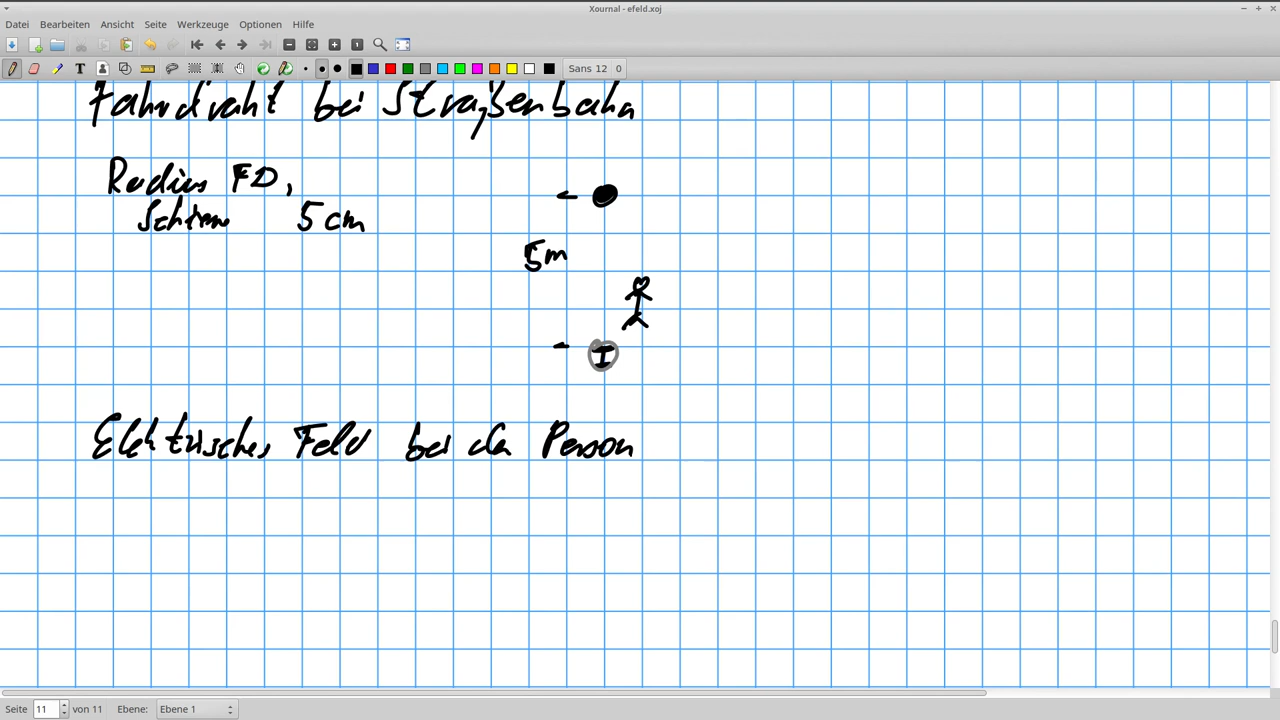 Xournal - efeld.xoj
Datei Bearbeiten Ansicht Seite Werkzeuge Optionen Hilfe
Sans 12 0
Fahrdraht bei Straßenbahn
Radius FD,
Schiene 5 cm
5m
I
Elektrisches Feld bei der Person
Seite 11 von 11 Ebene: Ebene 1